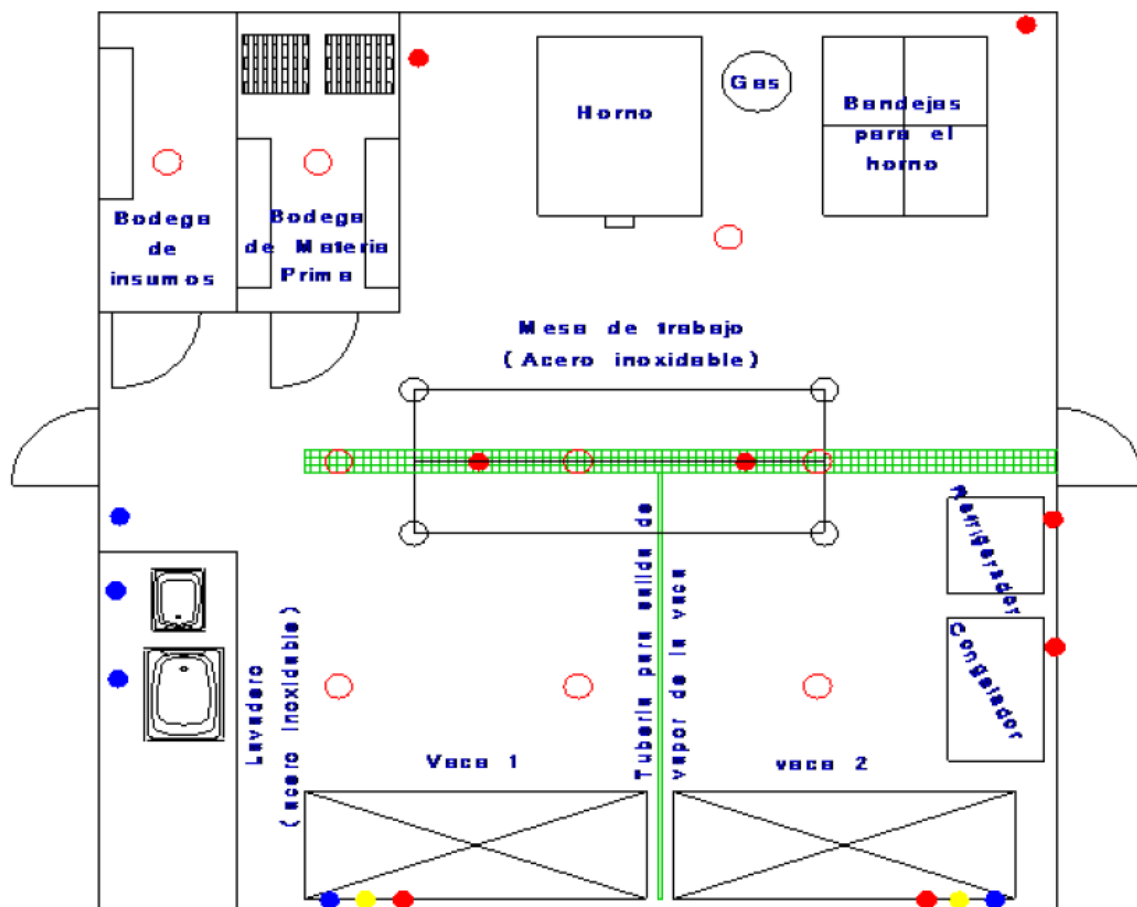 Horno
Gas
Bandejas
para el
horno
Bodega
de
insumos
Bodega
de Materia
Prima
Mesa de trabajo
(Acero inoxidable)
Refrigerador
Congelador
Lavadero
(acero inoxidable)
Tuberia para salida de
vapor de la vaca
Vaca 1
vaca 2